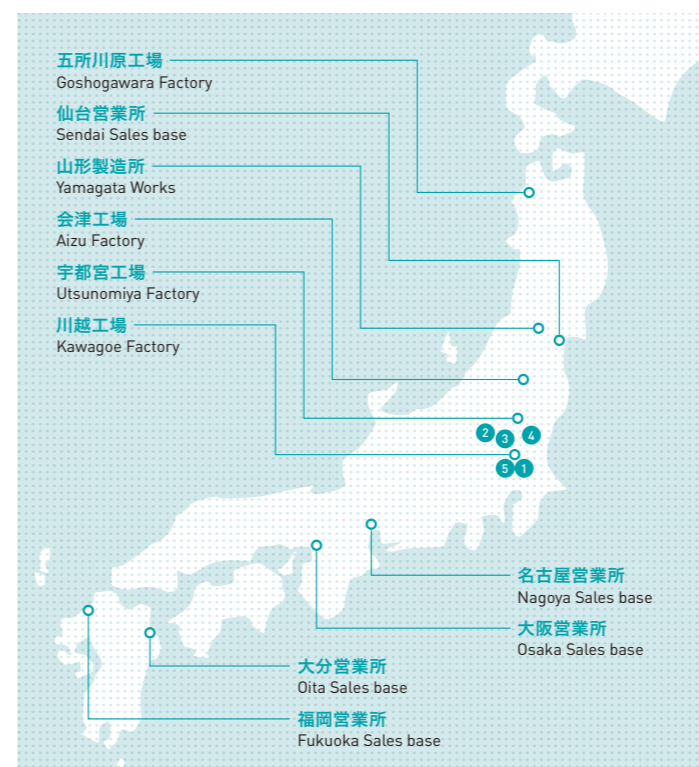 五所川原工場
Goshogawara Factory
仙台営業所
Sendai Sales base
山形製造所
Yamagata Works
会津工場
Aizu Factory
宇都宮工場
Utsunomiya Factory
川越工場
Kawagoe Factory
2
3
4
5
1
名古屋営業所
Nagoya Sales base
大阪営業所
Osaka Sales base
大分営業所
Oita Sales base
福岡営業所
Fukuoka Sales base